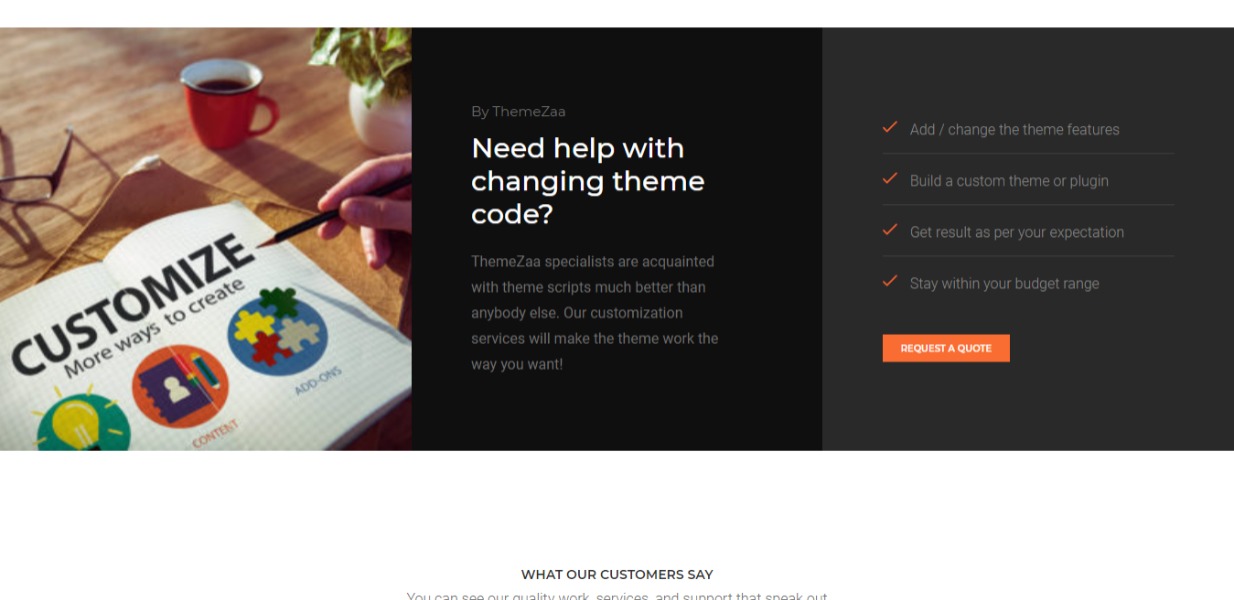 CUSTOMIZE
More ways to create
ADD-ONS
CONTENT
By ThemeZaa
Need help with
changing theme
code?
ThemeZaa specialists are acquainted
with theme scripts much better than
anybody else. Our customization
services will make the theme work the
way you want!
Add / change the theme features
Build a custom theme or plugin
Get result as per your expectation
Stay within your budget range
REQUEST A QUOTE
WHAT OUR CUSTOMERS SAY
You can see our quality work, services, and support that speak out